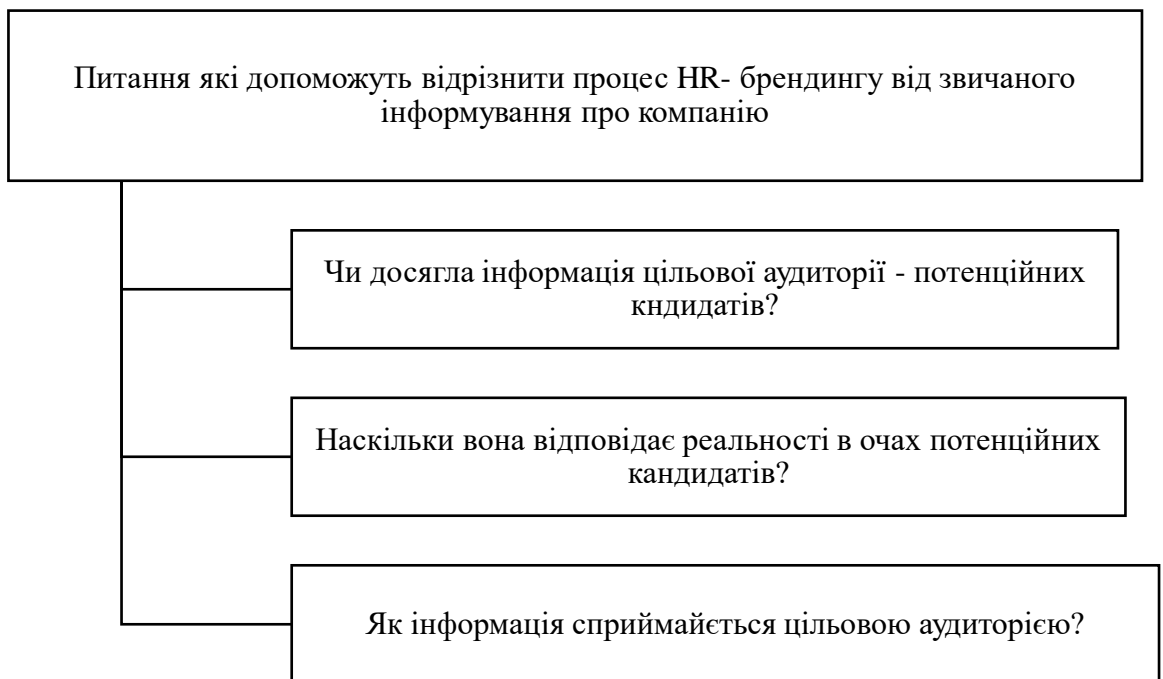 Питання які допоможуть відрізнити процес HR- брендингу від звичаного
інформування про компанію
Чи досягла інформація цільової аудиторії - потенційних
кндидатів?
Наскільки вона відповідає реальності в очах потенційних
кандидатів?
Як інформація сприймайється цільовою аудиторією?